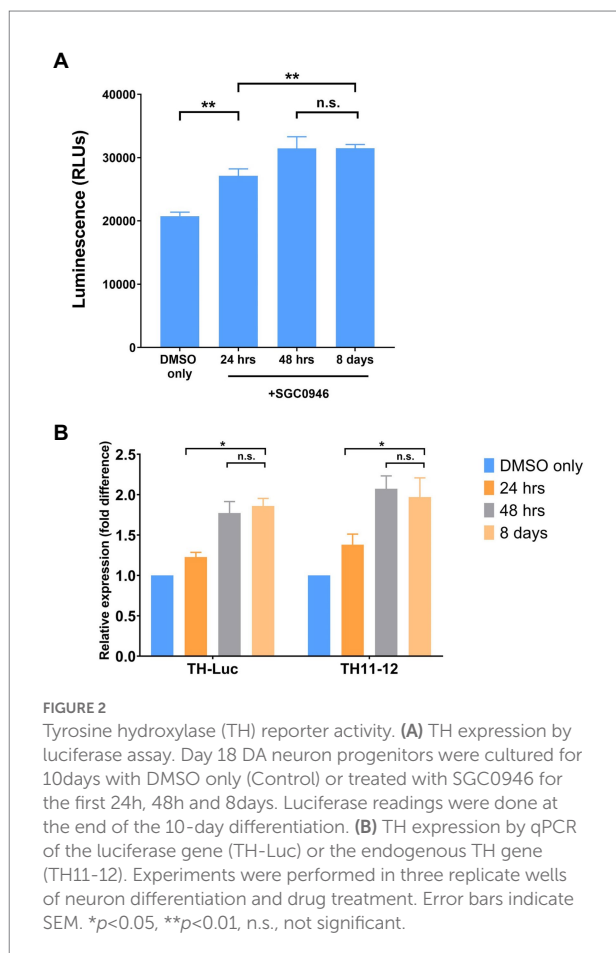 A
**
**
n.s.
40000
30000
20000
10000
0
Luminescence (RLUs)
DMSO only
24 hrs
48 hrs
8 days
+SGC0946
B
*
n.s.
*
n.s.
2.5
2.0
1.5
1.0
0.5
0.0
Relative expression (fold difference)
TH-Luc
TH11-12
DMSO only
24 hrs
48 hrs
8 days
FIGURE 2
Tyrosine hydroxylase (TH) reporter activity. (A) TH expression by
luciferase assay. Day 18 DA neuron progenitors were cultured for
10days with DMSO only (Control) or treated with SGC0946 for
the first 24h, 48h and 8days. Luciferase readings were done at
the end of the 10-day differentiation. (B) TH expression by qPCR
of the luciferase gene (TH-Luc) or the endogenous TH gene
(TH11-12). Experiments were performed in three replicate wells
of neuron differentiation and drug treatment. Error bars indicate
SEM. *p<0.05, **p<0.01, n.s., not significant.